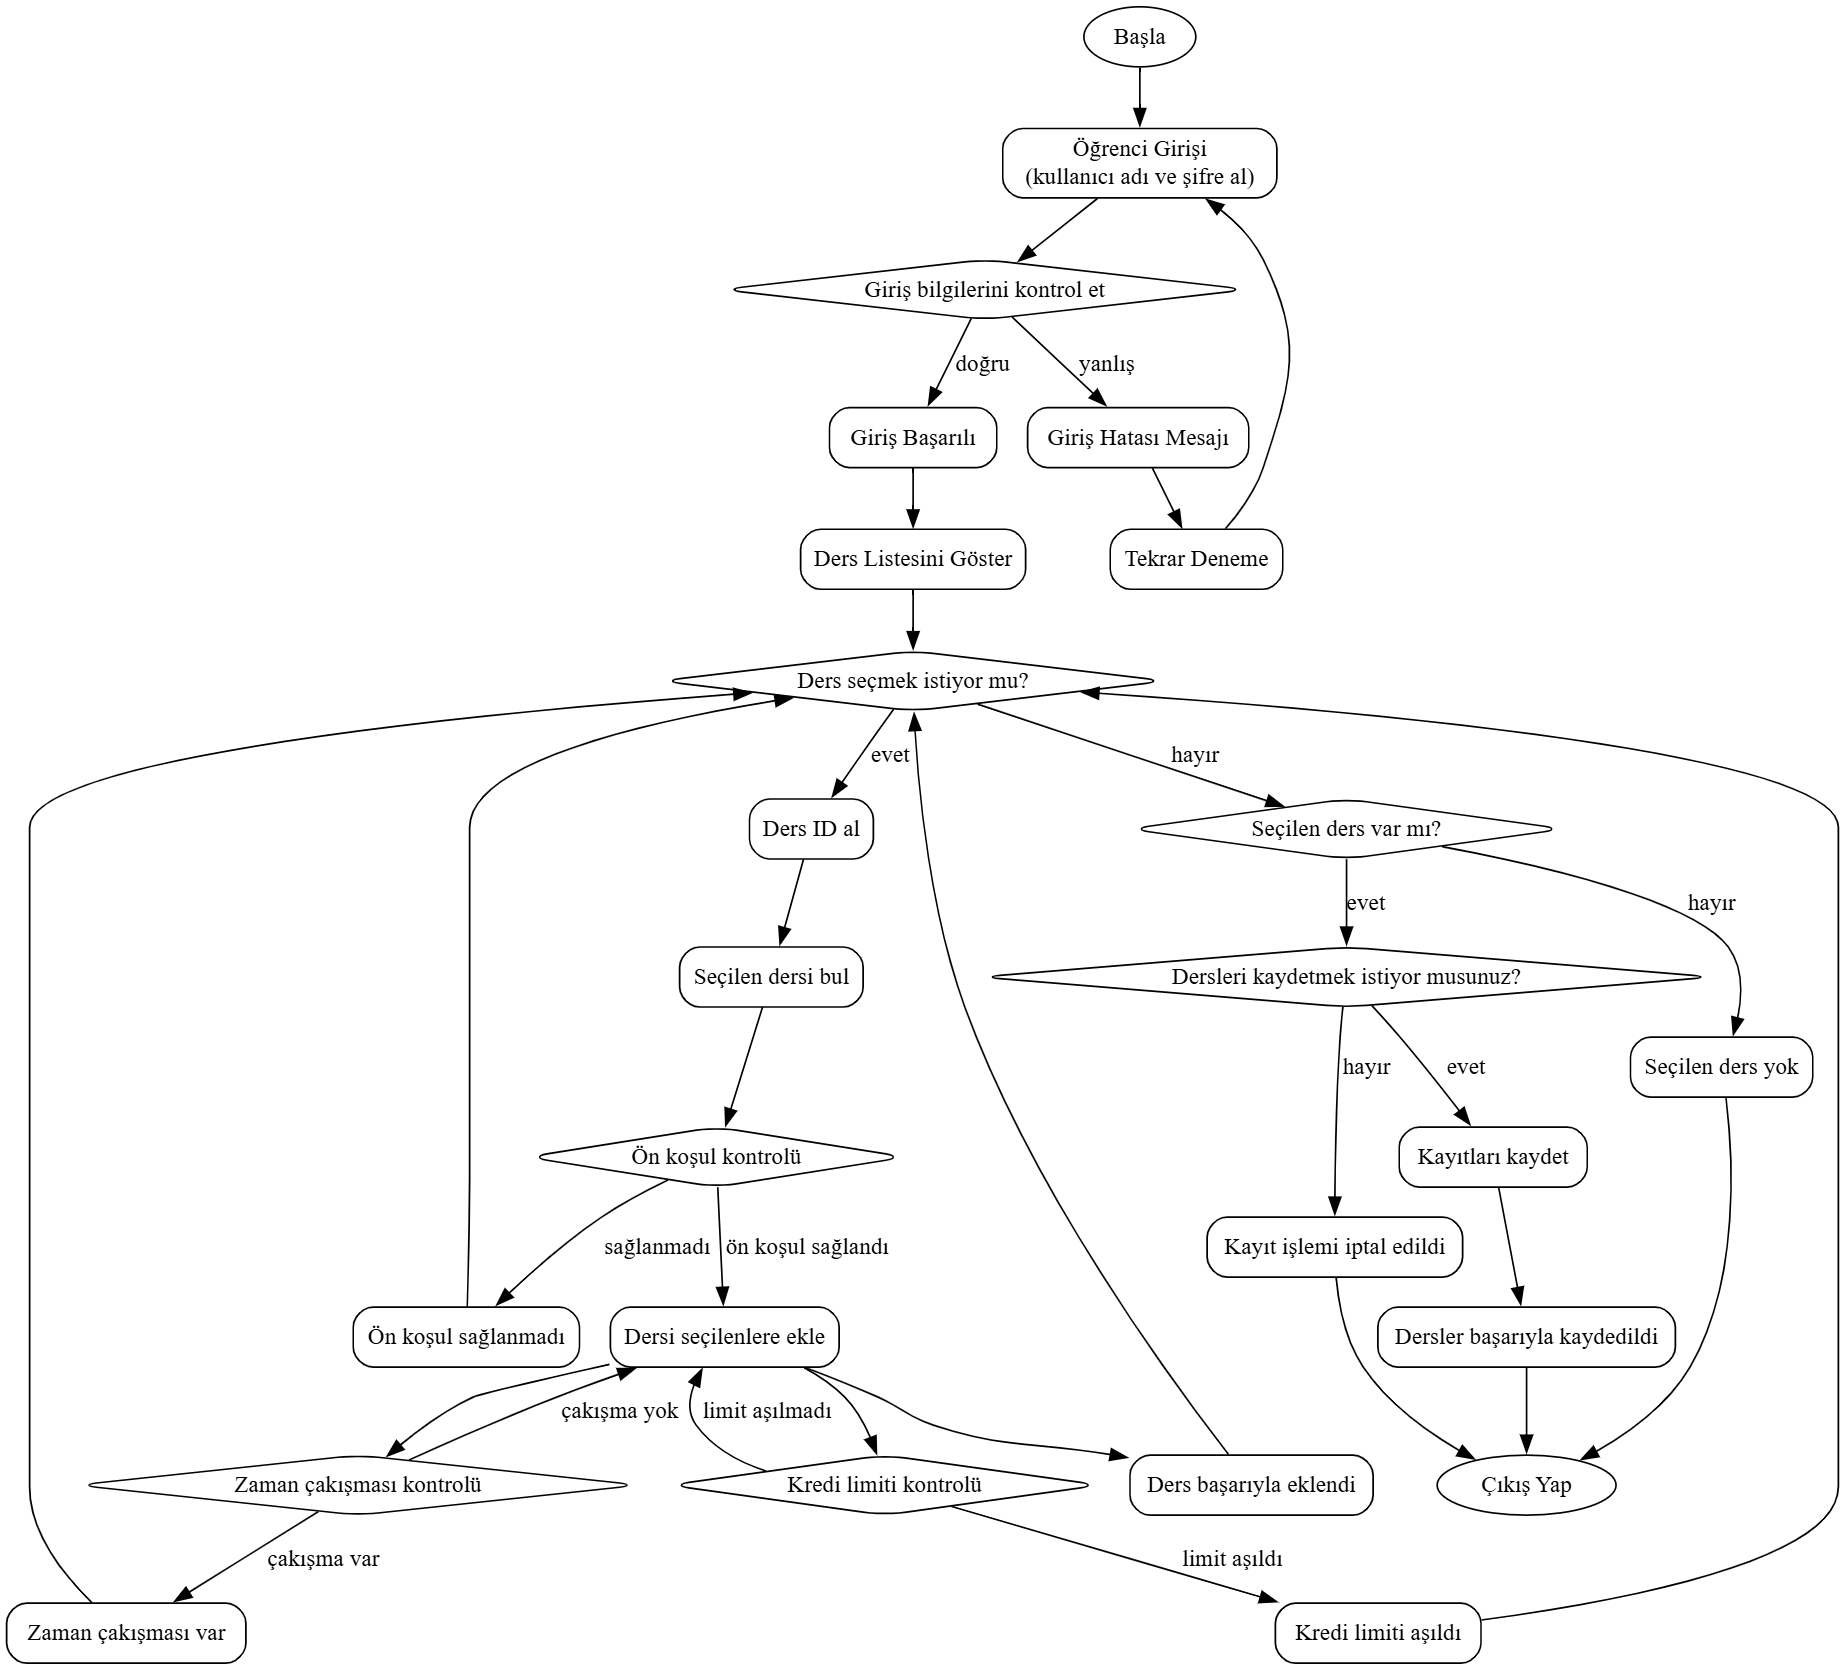 Başla
Öğrenci Girişi
(kullanıcı adı ve şifre al)
Giriş bilgilerini kontrol et
doğru
yanlış
Giriş Başarılı
Giriş Hatası Mesajı
Ders Listesini Göster
Tekrar Deneme
Ders seçmek istiyor mu?
evet
hayır
Ders ID al
Seçilen ders var mı?
evet
hayır
Seçilen dersi bul
Dersleri kaydetmek istiyor musunuz?
hayır
evet
Seçilen ders yok
Ön koşul kontrolü
Kayıtları kaydet
sağlanmadı
ön koşul sağlandı
Kayıt işlemi iptal edildi
Ön koşul sağlanmadı
Dersi seçilenlere ekle
Dersler başarıyla kaydedildi
çakışma yok
limit aşılmadı
Zaman çakışması kontrolü
Kredi limiti kontrolü
Ders başarıyla eklendi
Çıkış Yap
çakışma var
limit aşıldı
Zaman çakışması var
Kredi limiti aşıldı